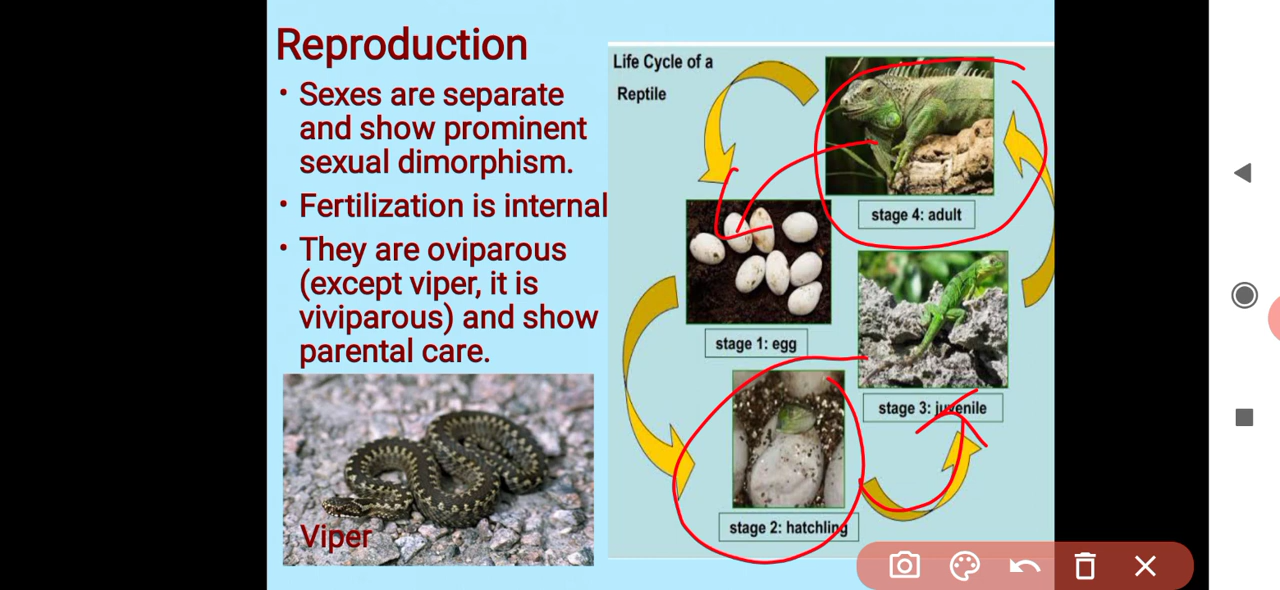 Reproduction
• Sexes are separate
and show prominent
sexual dimorphism.
• Fertilization is internal
• They are oviparous
(except viper, it is
viviparous) and show
parental care.
Viper
Life Cycle of a
Reptile
stage 4: adult
stage 1: egg
stage 3: juvenile
stage 2: hatchling